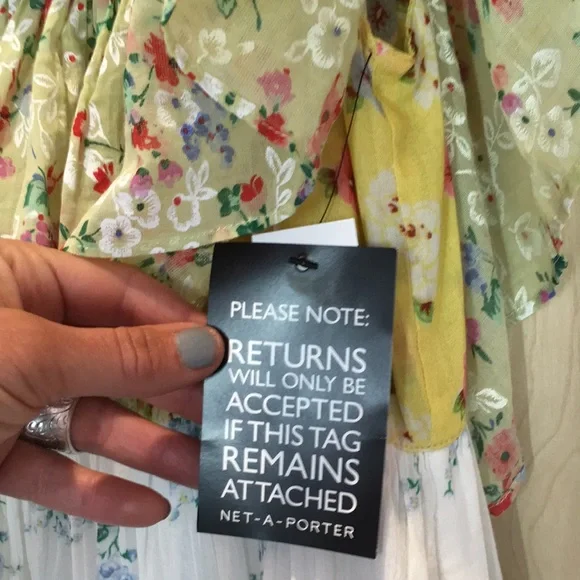 PLEASE NOTE:
RETURNS
WILL ONLY BE
ACCEPTED
IF THIS TAG
REMAINS
ATTACHED
NET-A-PORTER